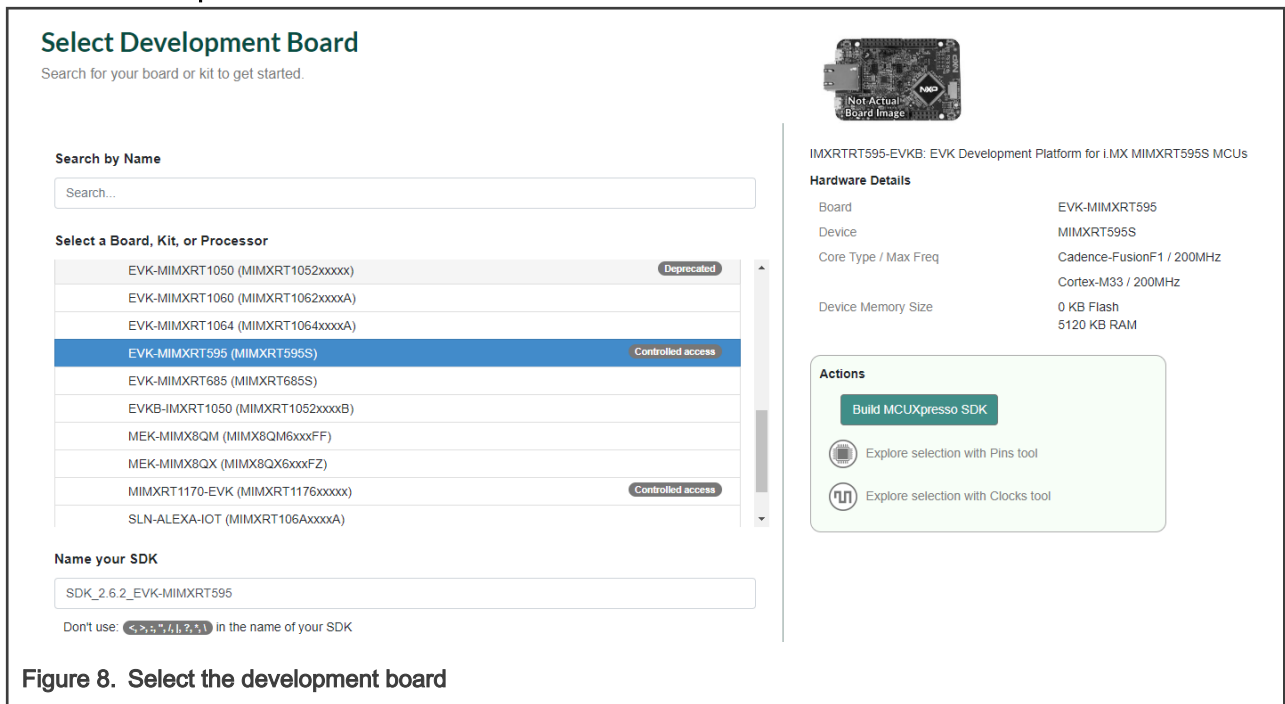 Select Development Board
Search for your board or kit to get started.
Search by Name
Search...
Select a Board, Kit, or Processor
EVK-MIMXRT1050 (MIMXRT1052xxxxx) Deprecated
EVK-MIMXRT1060 (MIMXRT1062xxxxA)
EVK-MIMXRT1064 (MIMXRT1064xxxxA)
EVK-MIMXRT595 (MIMXRT595S) Controlled access
EVK-MIMXRT685 (MIMXRT685S)
EVKB-IMXRT1050 (MIMXRT1052xxxxB)
MEK-MIMX8QM (MIMX8QM6xxxFF)
MEK-MIMX8QX (MIMX8QX6xxxFZ)
MIMXRT1170-EVK (MIMXRT1176xxxxx) Controlled access
SLN-ALEXA-IOT (MIMXRT106AxxxxA)
Name your SDK
SDK_2.6.2_EVK-MIMXRT595
Don't use: <, >, :, ", /, |, ?, *, \ in the name of your SDK
NXP
Not Actual
Board Image
IMXRTRT595-EVKB: EVK Development Platform for i.MX MIMXRT595S MCUs
Hardware Details
Board EVK-MIMXRT595
Device MIMXRT595S
Core Type / Max Freq Cadence-FusionF1 / 200MHz
Cortex-M33 / 200MHz
Device Memory Size 0 KB Flash
5120 KB RAM
Actions
Build MCUXpresso SDK
Explore selection with Pins tool
Explore selection with Clocks tool
Figure 8. Select the development board